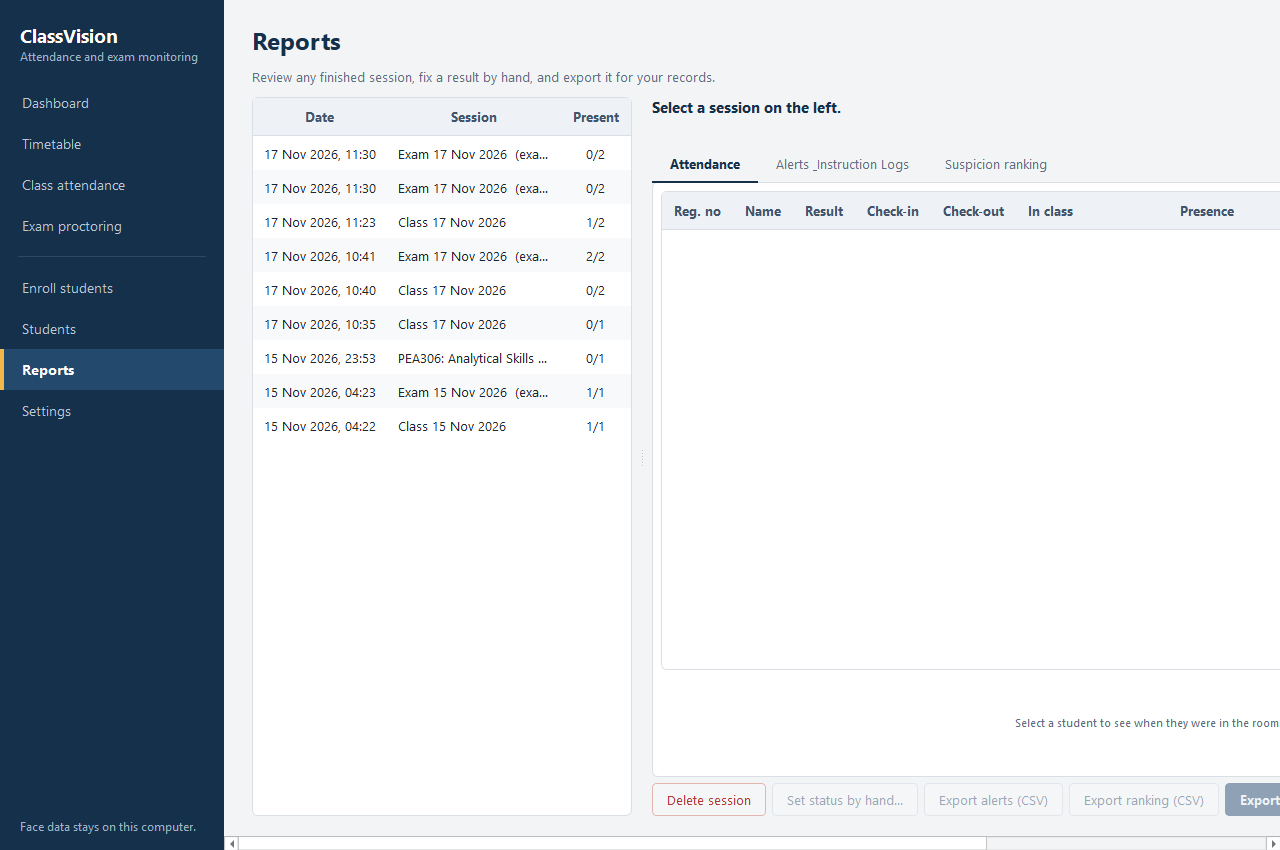 ClassVision
Attendance and exam monitoring
Dashboard
Timetable
Class attendance
Exam proctoring
Enroll students
Students
Reports
Settings
Face data stays on this computer.
Reports
Review any finished session, fix a result by hand, and export it for your records.
Date Session Present
17 Nov 2026, 11:30 Exam 17 Nov 2026 (exa... 0/2
17 Nov 2026, 11:30 Exam 17 Nov 2026 (exa... 0/2
17 Nov 2026, 11:23 Class 17 Nov 2026 1/2
17 Nov 2026, 10:41 Exam 17 Nov 2026 (exa... 2/2
17 Nov 2026, 10:40 Class 17 Nov 2026 0/2
17 Nov 2026, 10:35 Class 17 Nov 2026 0/1
15 Nov 2026, 23:53 PEA306: Analytical Skills ... 0/1
15 Nov 2026, 04:23 Exam 15 Nov 2026 (exa... 1/1
15 Nov 2026, 04:22 Class 15 Nov 2026 1/1
Select a session on the left.
Attendance Alerts _Instruction Logs Suspicion ranking
Reg. no Name Result Check-in Check-out In class Presence
Select a student to see when they were in the room
Delete session Set status by hand... Export alerts (CSV) Export ranking (CSV) Export